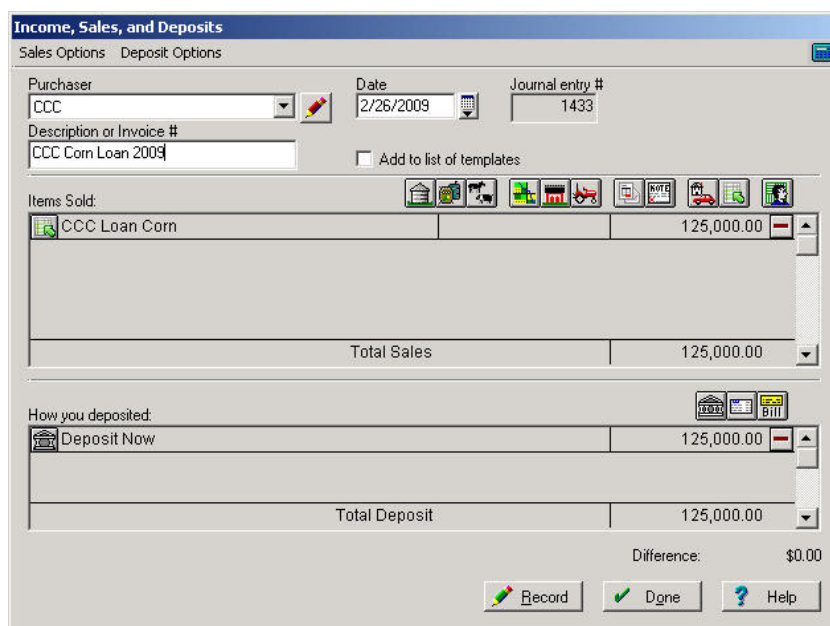 Income, Sales, and Deposits
Sales Options Deposit Options
Purchaser Date Journal entry #
CCC 2/26/2009 1433
Description or Invoice #
CCC Corn Loan 2009 Add to list of templates
Items Sold: NOTE
CCC Loan Corn 125,000.00
Total Sales 125,000.00
How you deposited: Bill
Deposit Now 125,000.00
Total Deposit 125,000.00
Difference: $0.00
Record Done Help